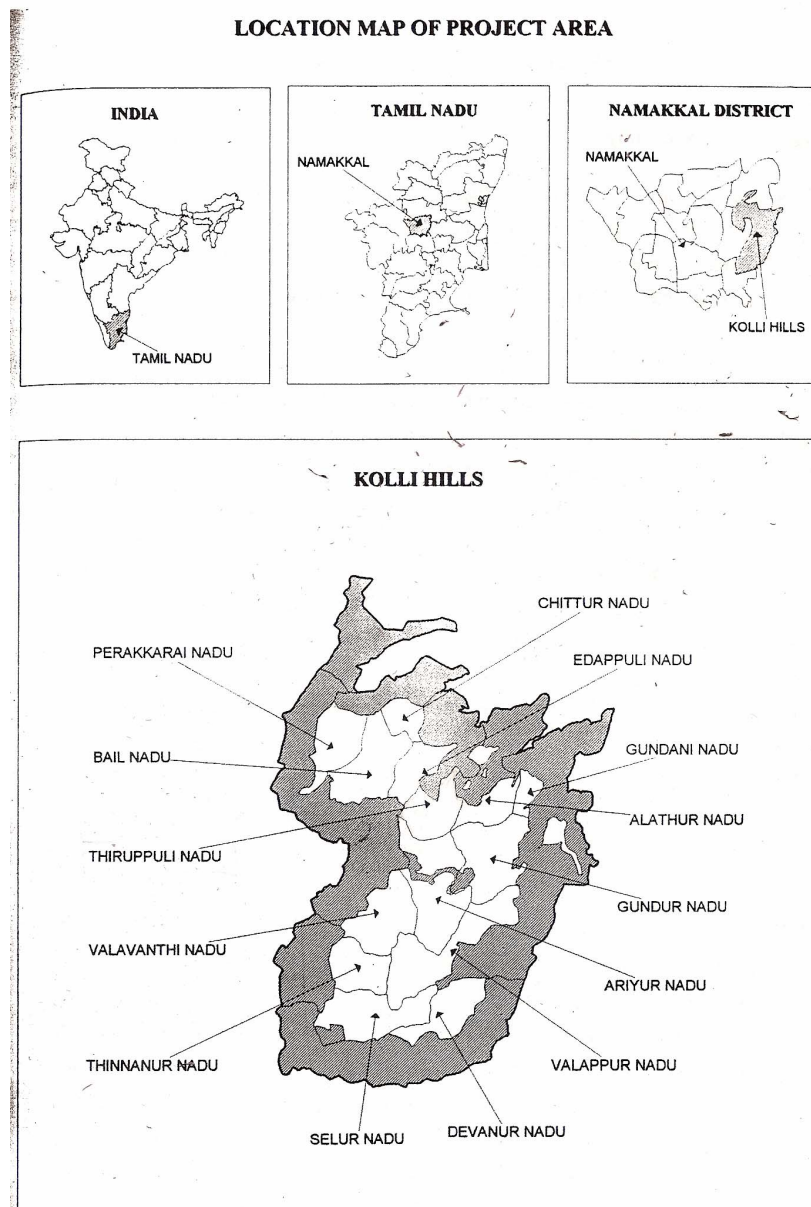 LOCATION MAP OF PROJECT AREA
INDIA
TAMIL NADU
TAMIL NADU
NAMAKKAL
NAMAKKAL DISTRICT
NAMAKKAL
KOLLI HILLS
KOLLI HILLS
CHITTUR NADU
PERAKKARAI NADU
EDAPPULI NADU
BAIL NADU
GUNDANI NADU
ALATHUR NADU
THIRUPPULI NADU
GUNDUR NADU
VALAVANTHI NADU
ARIYUR NADU
THINNANUR NADU
VALAPPUR NADU
SELUR NADU
DEVANUR NADU